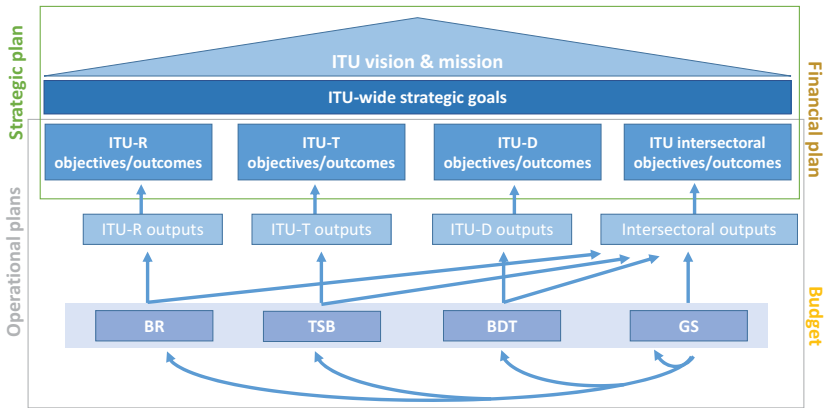 Strategic plan
ITU vision & mission
ITU-wide strategic goals
Financial plan
ITU-R
objectives/outcomes
ITU-T
objectives/outcomes
ITU-D
objectives/outcomes
ITU intersectoral
objectives/outcomes
Operational plans
ITU-R outputs
ITU-T outputs
ITU-D outputs
Intersectoral outputs
Budget
BR
TSB
BDT
GS